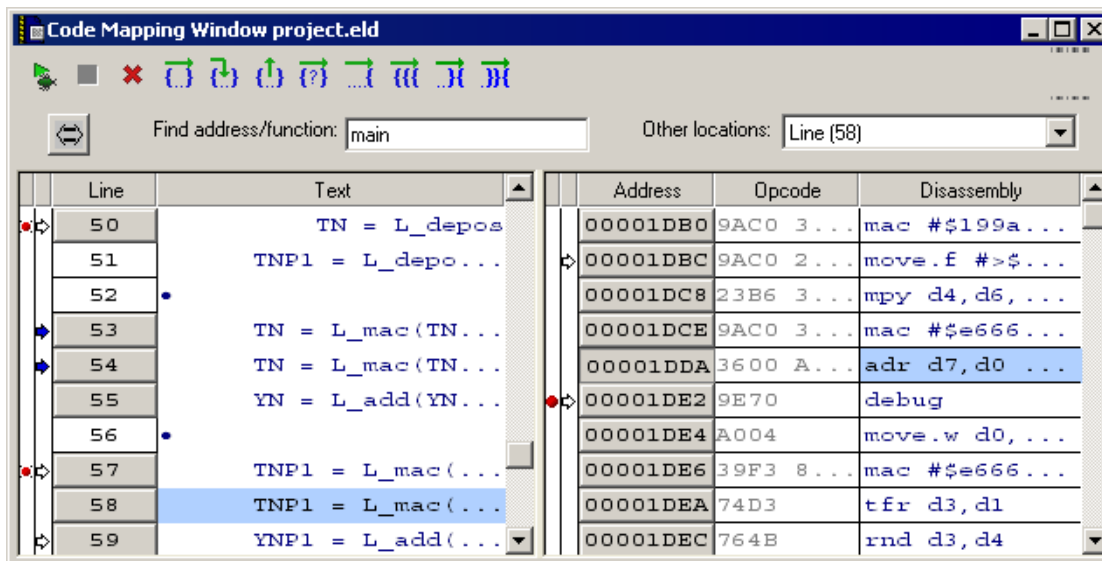 Code Mapping Window project.eld
Find address/function: main Other locations: Line (58)
Line Text Address Opcode Disassembly
50 TN = L_depos 00001DB0 9AC0 3... mac #$199a...
51 TNP1 = L_depo... 00001DBC 9AC0 2... move.f #>$...
52 00001DC8 23B6 3... mpy d4,d6,...
53 TN = L_mac(TN... 00001DCE 9AC0 3... mac #$e666...
54 TN = L_mac(TN... 00001DDA 3600 A... adr d7,d0 ...
55 YN = L_add(YN... 00001DE2 9E70 debug
56 00001DE4 A004 move.w d0,...
57 TNP1 = L_mac(... 00001DE6 39F3 8... mac #$e666...
58 TNP1 = L_mac(... 00001DEA 74D3 tfr d3,d1
59 YNP1 = L_add(... 00001DEC 764B rnd d3,d4